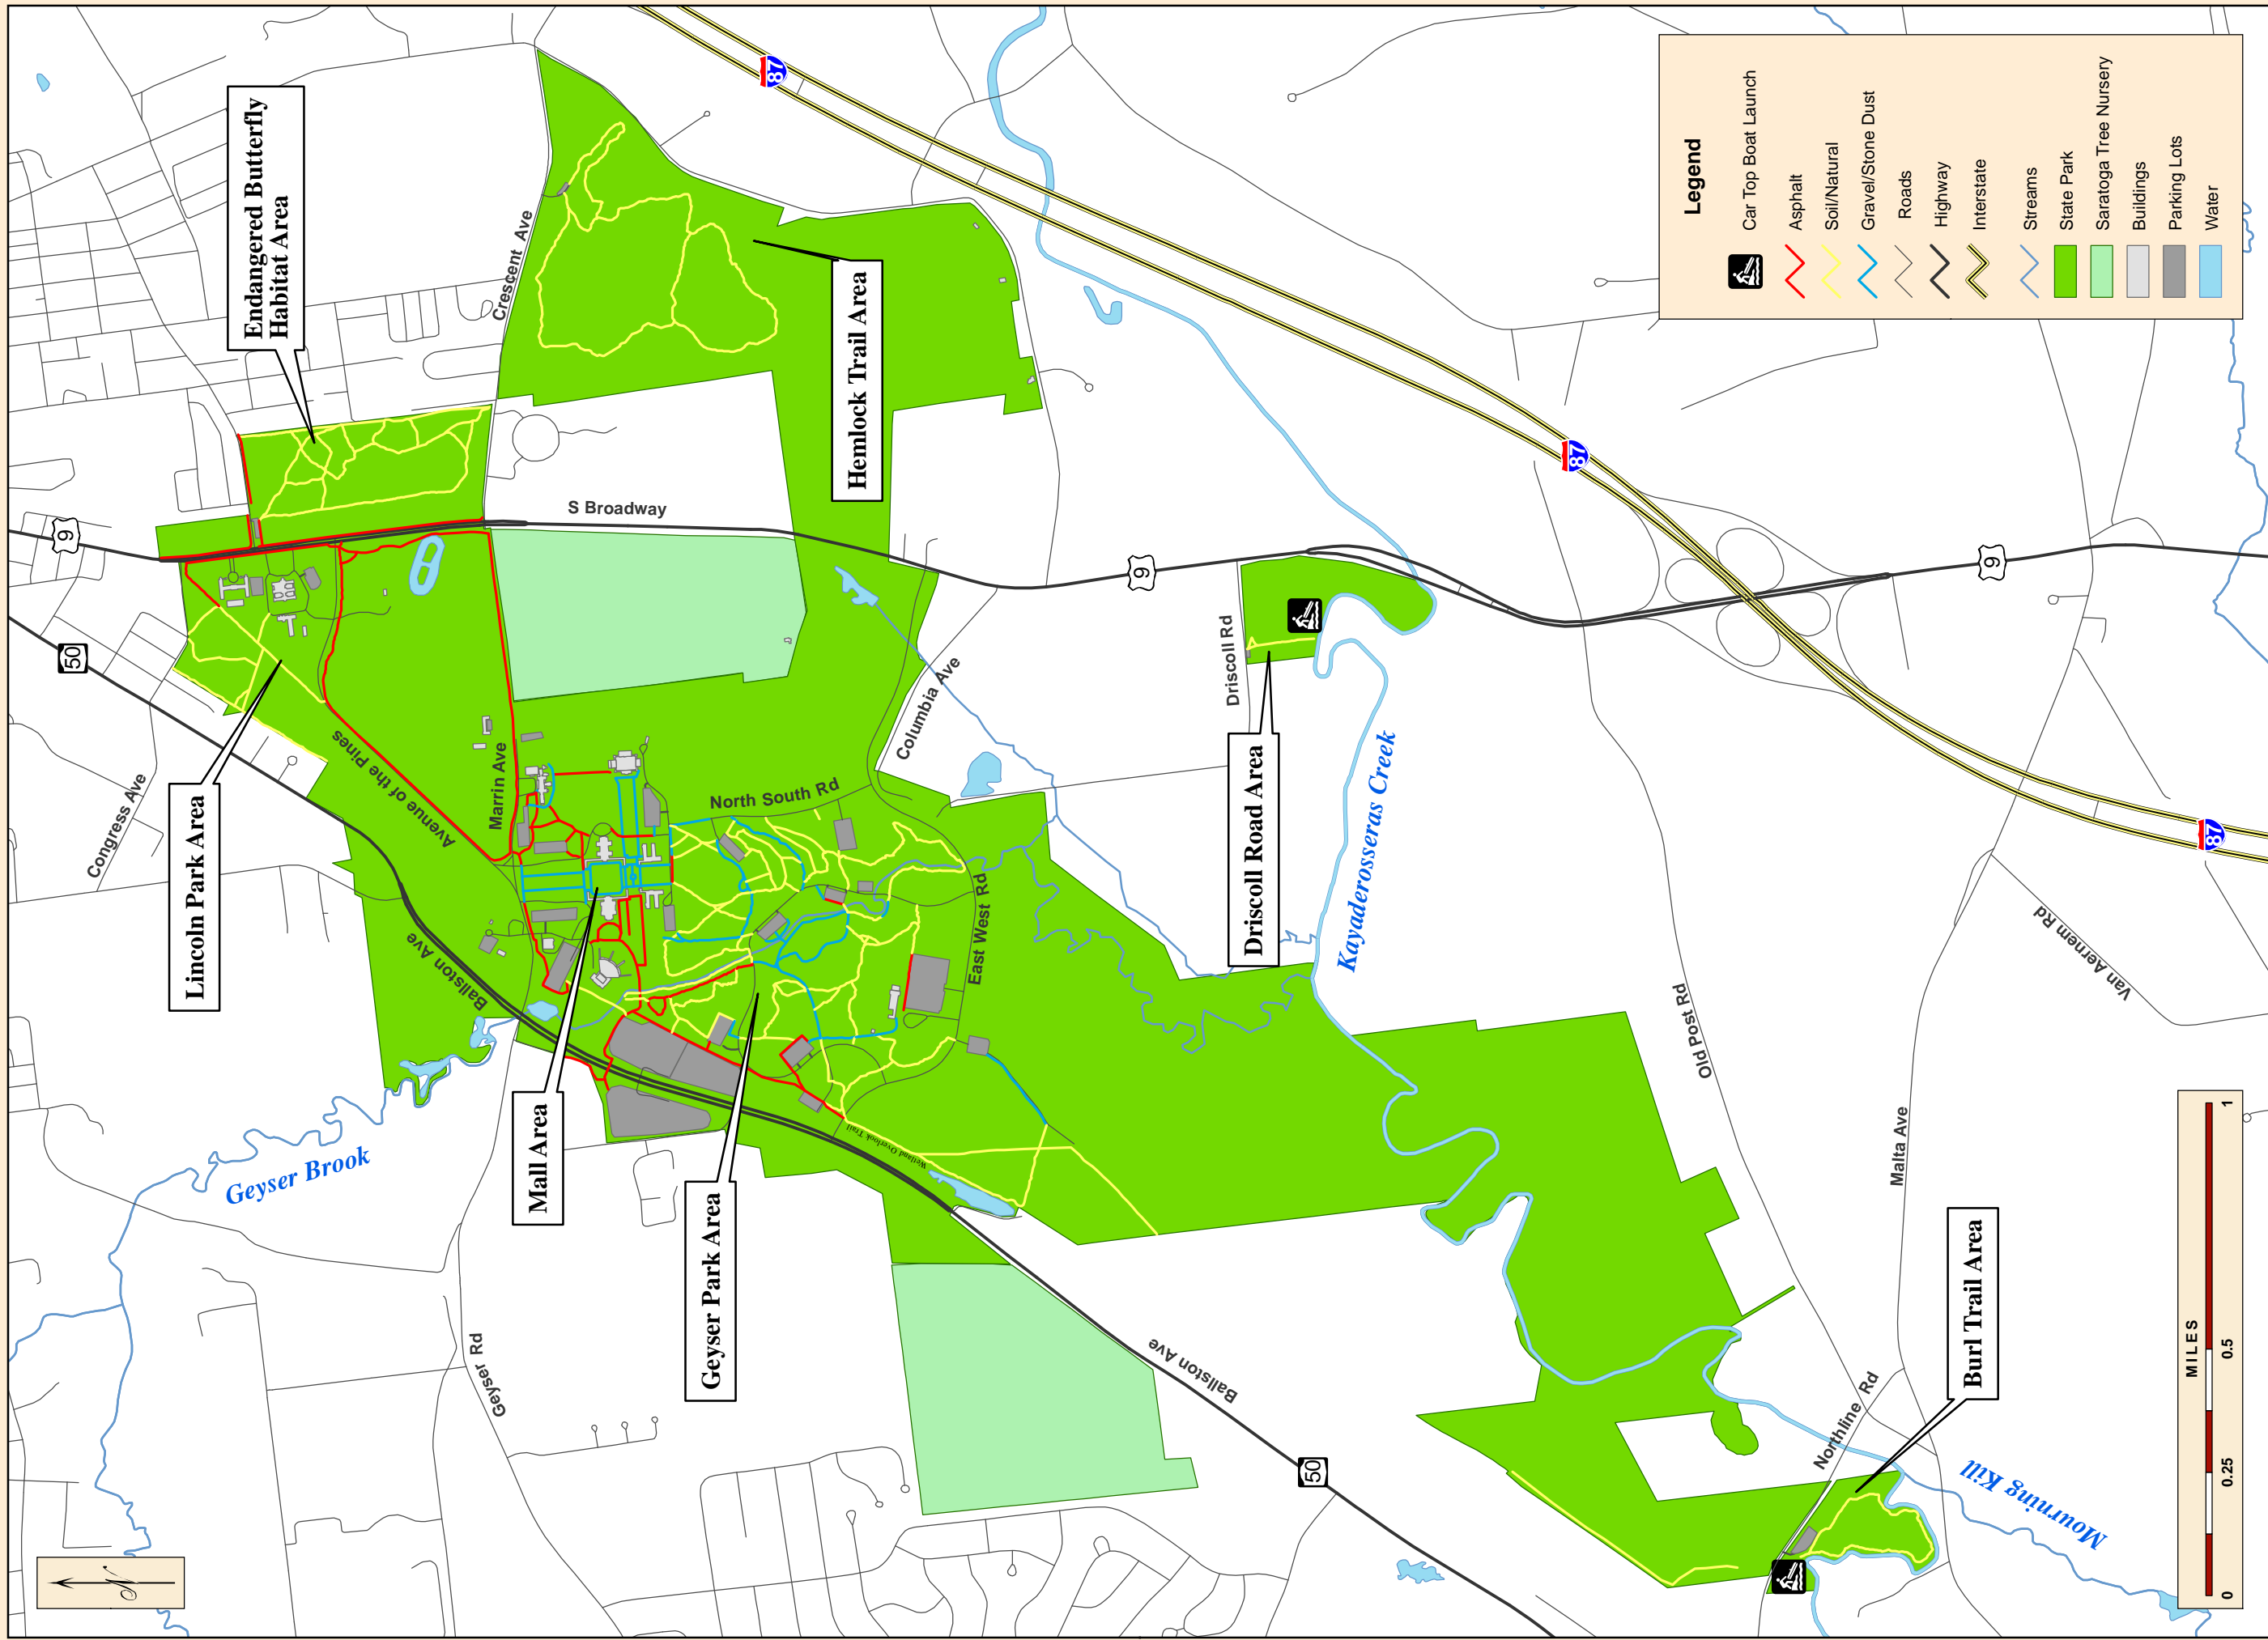 Endangered Butterfly
Habitat Area
Lincoln Park Area
Hemlock Trail Area
Mall Area
Geyser Park Area
Driscoll Road Area
Burl Trail Area
Crescent Ave
S Broadway
Congress Ave
Avenue of the Pines
Marrin Ave
North South Rd
Columbia Ave
Ballston Ave
East West Rd
Driscoll Rd
Kayaderosseras Creek
Geyser Brook
Geyser Rd
Wetland Overlook Trail
Ballston Ave
Old Post Rd
Malta Ave
Van Aernem Rd
Northline Rd
Mourning Kill
9
9
9
50
50
87
87
87
N
Legend
Car Top Boat Launch
Asphalt
Soil/Natural
Gravel/Stone Dust
Roads
Highway
Interstate
Streams
State Park
Saratoga Tree Nursery
Buildings
Parking Lots
Water
MILES
0 0.25 0.5 1